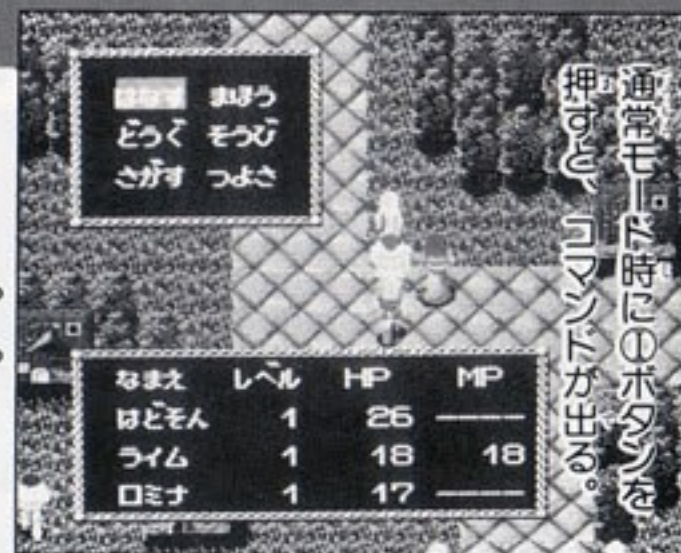 はなす まほう
どうぐ そうび
さがす つよさ
通常モード時に①ボタンを
押すと、コマンドが出る。
なまえ レベル HP MP
はどそん 1 26 ―――
ライム 1 18 18
ロミナ 1 17 ―――